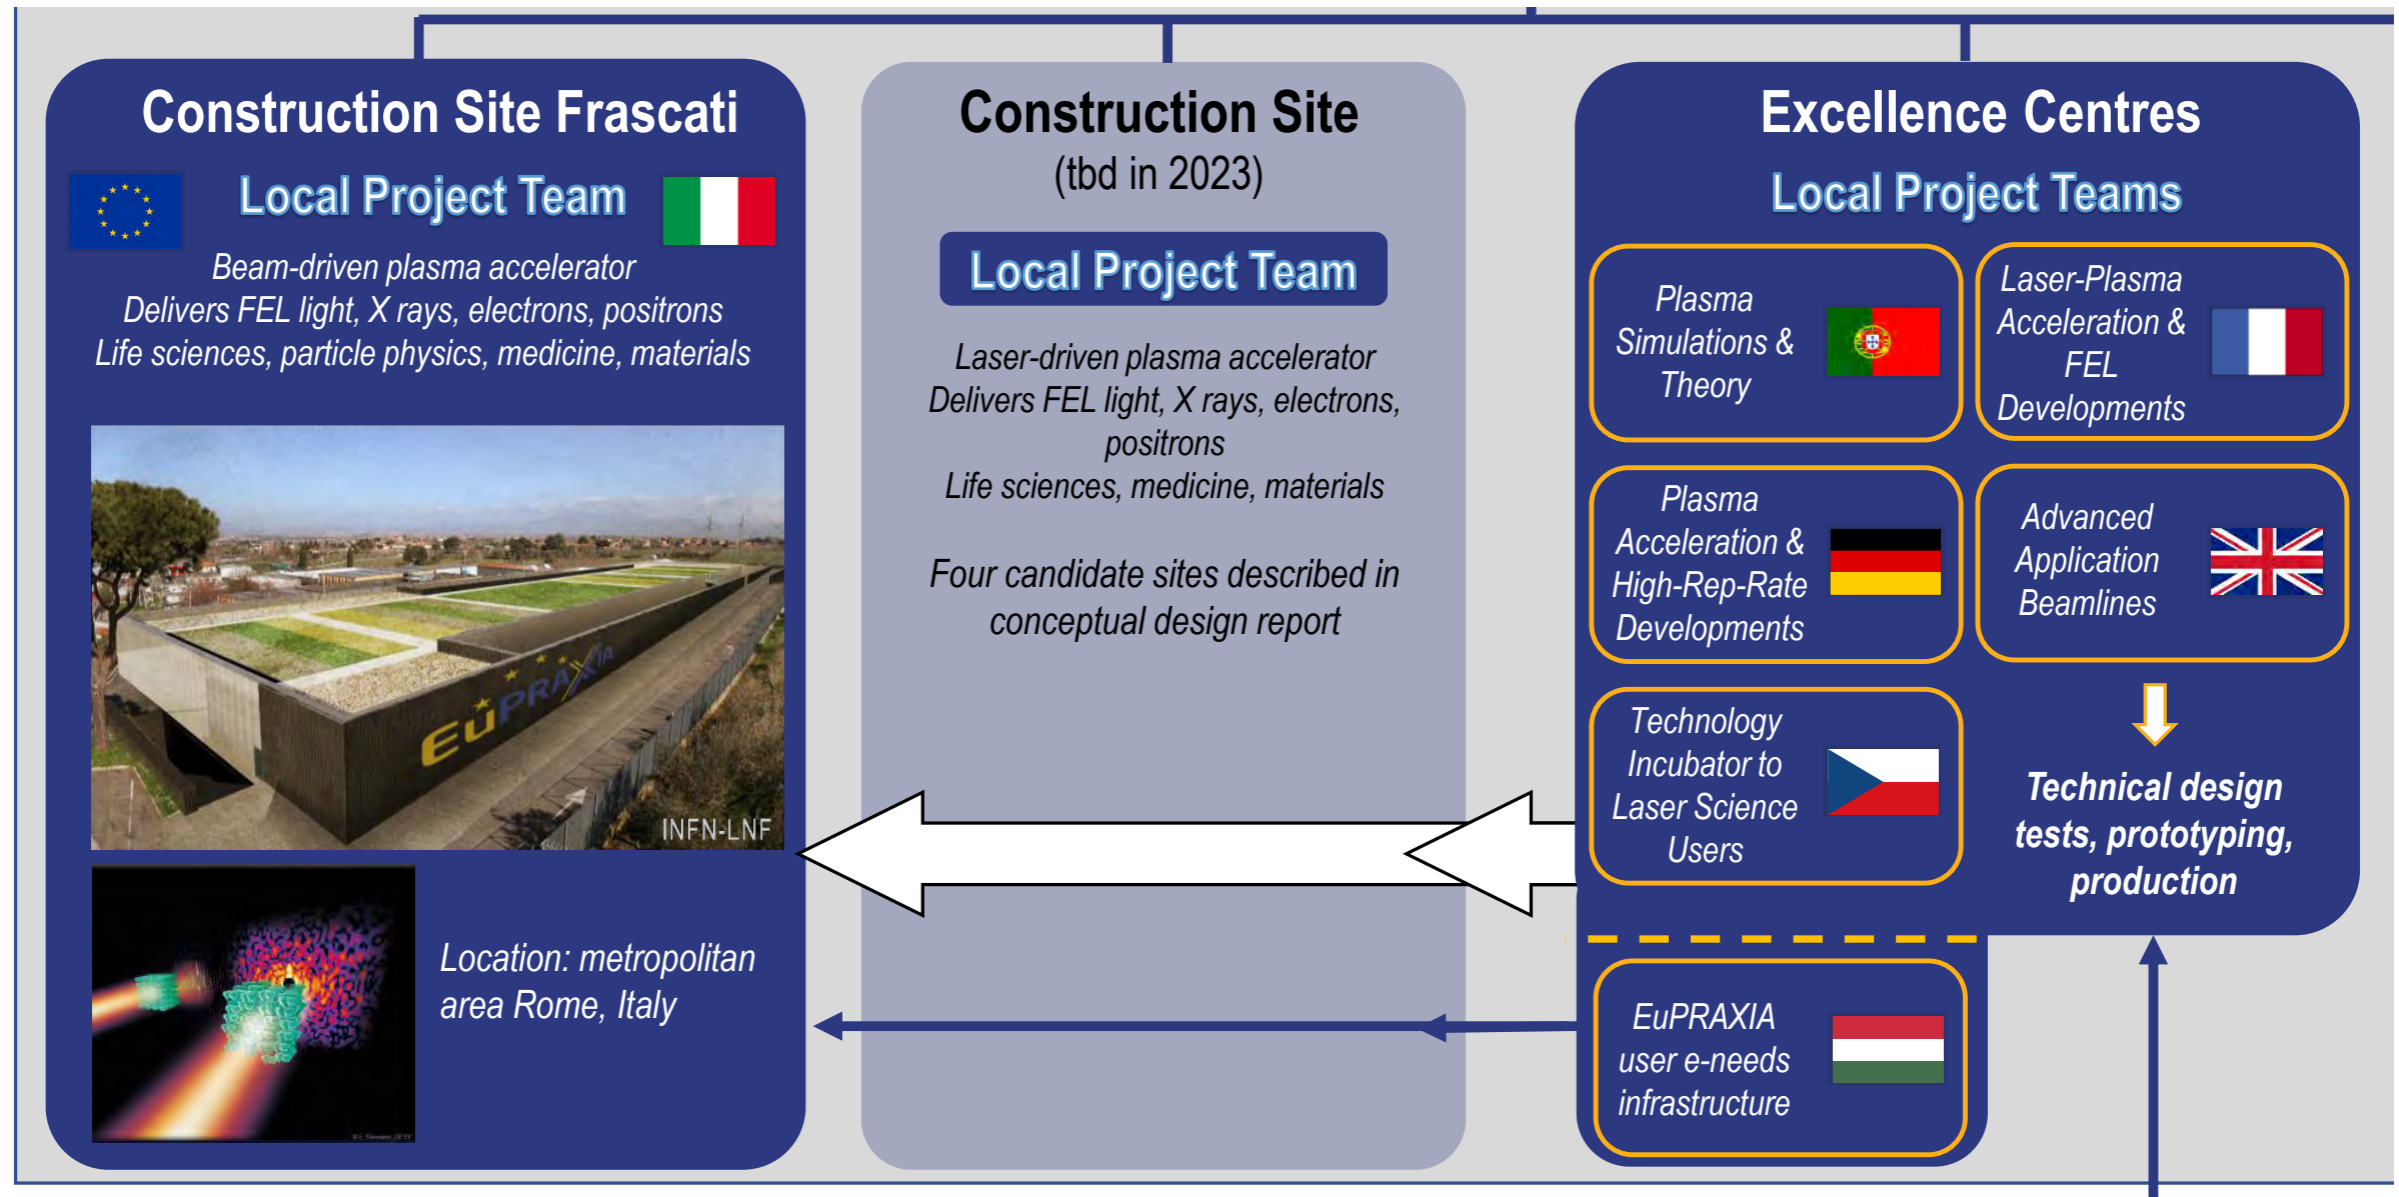 Construction Site Frascati
Local Project Team
Beam-driven plasma accelerator
Delivers FEL light, X rays, electrons, positrons
Life sciences, particle physics, medicine, materials
EuPRAXIA
INFN-LNF
Location: metropolitan
area Rome, Italy
Construction Site
(tbd in 2023)
Local Project Team
Laser-driven plasma accelerator
Delivers FEL light, X rays, electrons,
positrons
Life sciences, medicine, materials
Four candidate sites described in
conceptual design report
Excellence Centres
Local Project Teams
Plasma
Simulations &
Theory
Laser-Plasma
Acceleration &
FEL
Developments
Plasma
Acceleration &
High-Rep-Rate
Developments
Advanced
Application
Beamlines
Technology
Incubator to
Laser Science
Users
Technical design
tests, prototyping,
production
EuPRAXIA
user e-needs
infrastructure